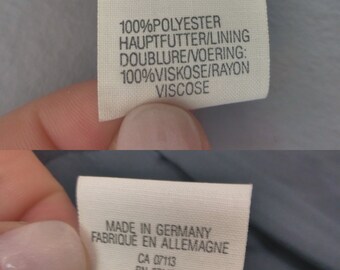 100%POLYESTER
HAUPTFUTTER/LINING
DOUBLURE/VOERING:
100%VISKOSE/RAYON
VISCOSE
MADE IN GERMANY
FABRIQUE EN ALLEMAGNE
CA 07113